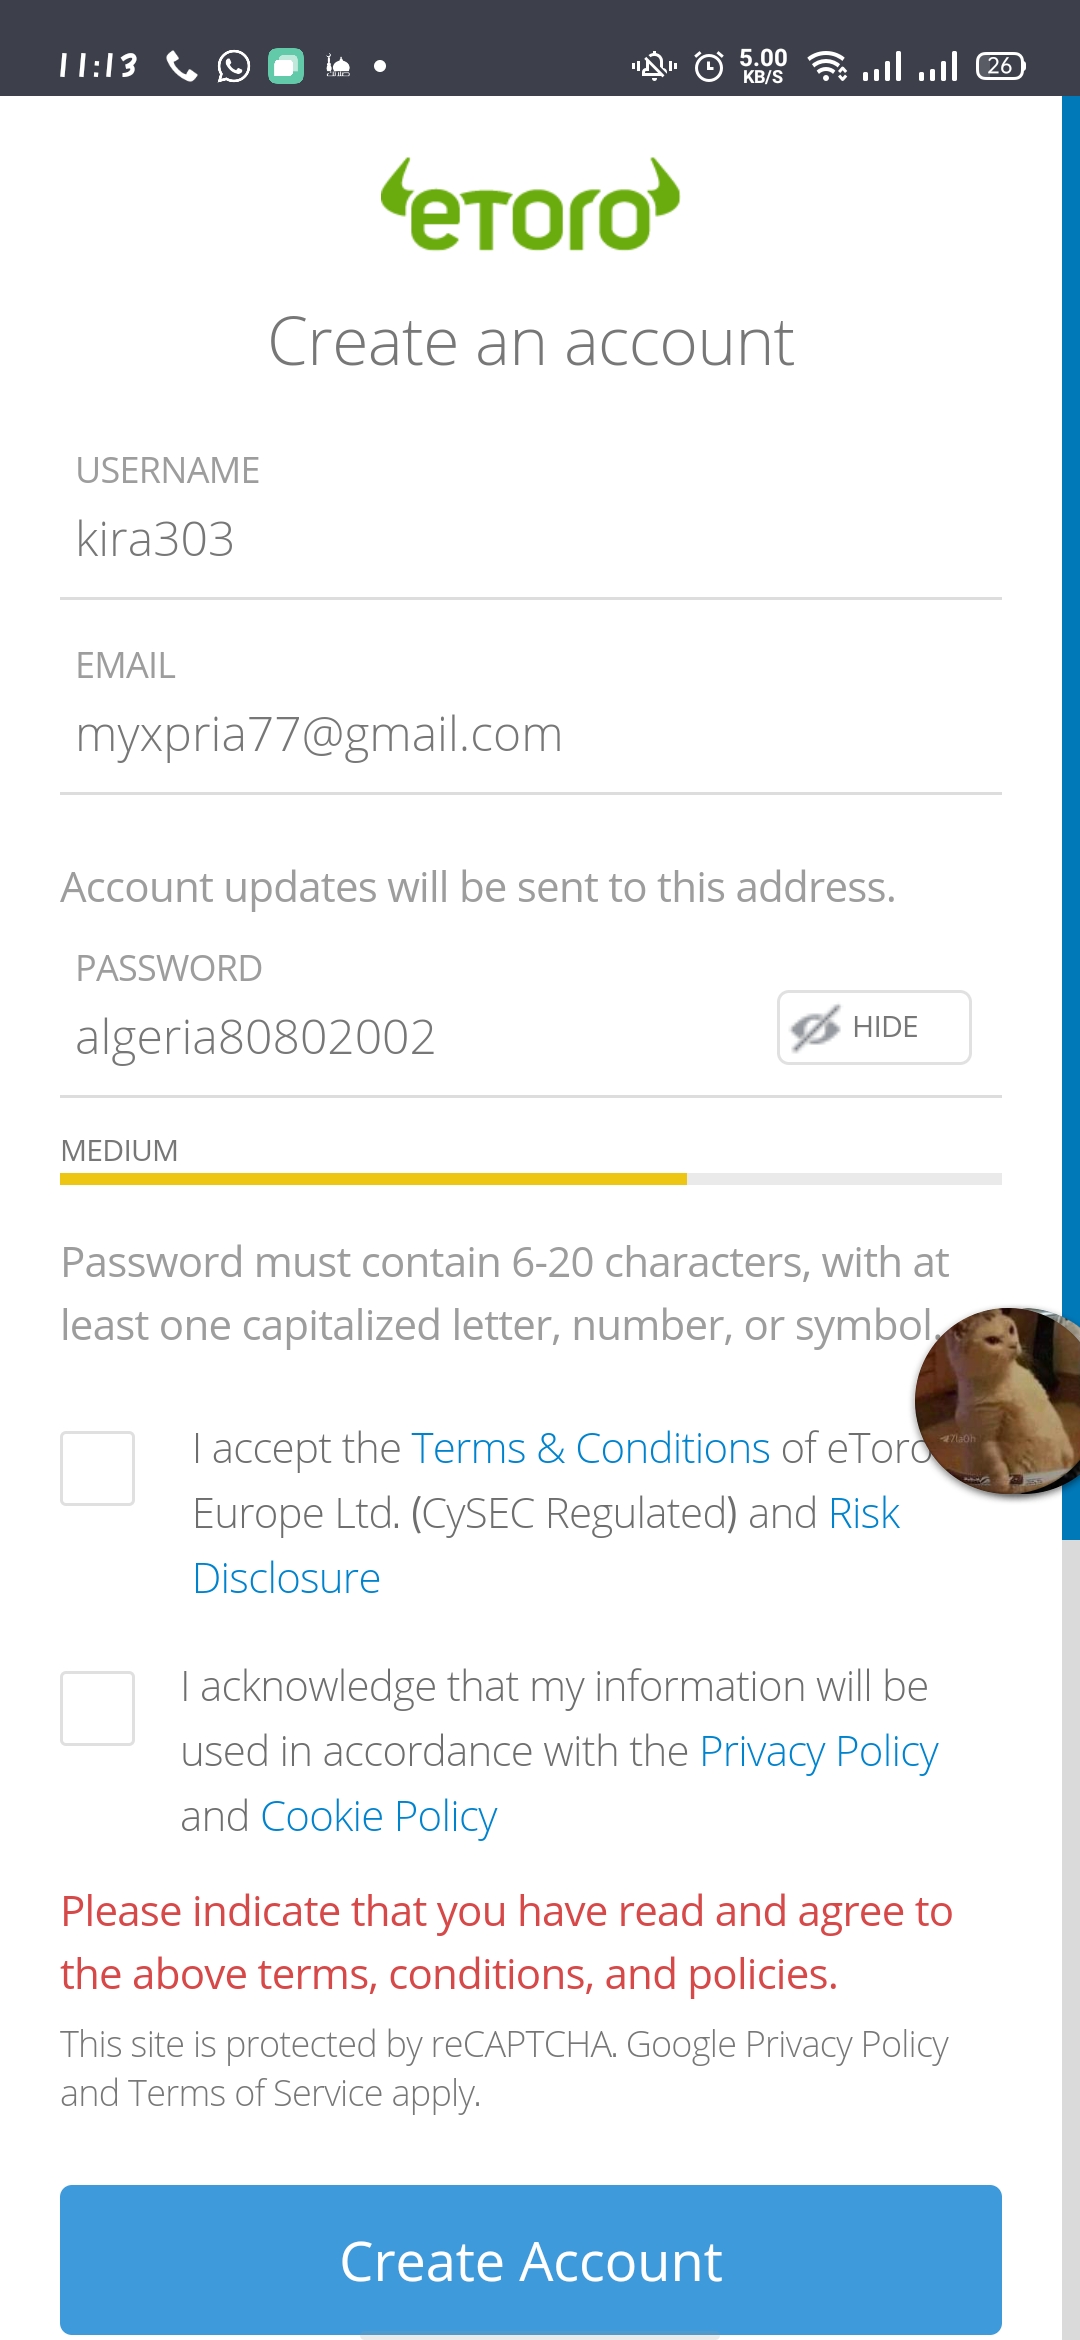 11:13
5.00
KB/S
26
eToro
Create an account
USERNAME
kira303
EMAIL
myxpria77@gmail.com
Account updates will be sent to this address.
PASSWORD
algeria80802002
HIDE
MEDIUM
Password must contain 6-20 characters, with at
least one capitalized letter, number, or symbol.
I accept the Terms & Conditions of eToro
Europe Ltd. (CySEC Regulated) and Risk
Disclosure
I acknowledge that my information will be
used in accordance with the Privacy Policy
and Cookie Policy
Please indicate that you have read and agree to
the above terms, conditions, and policies.
This site is protected by reCAPTCHA. Google Privacy Policy
and Terms of Service apply.
Create Account